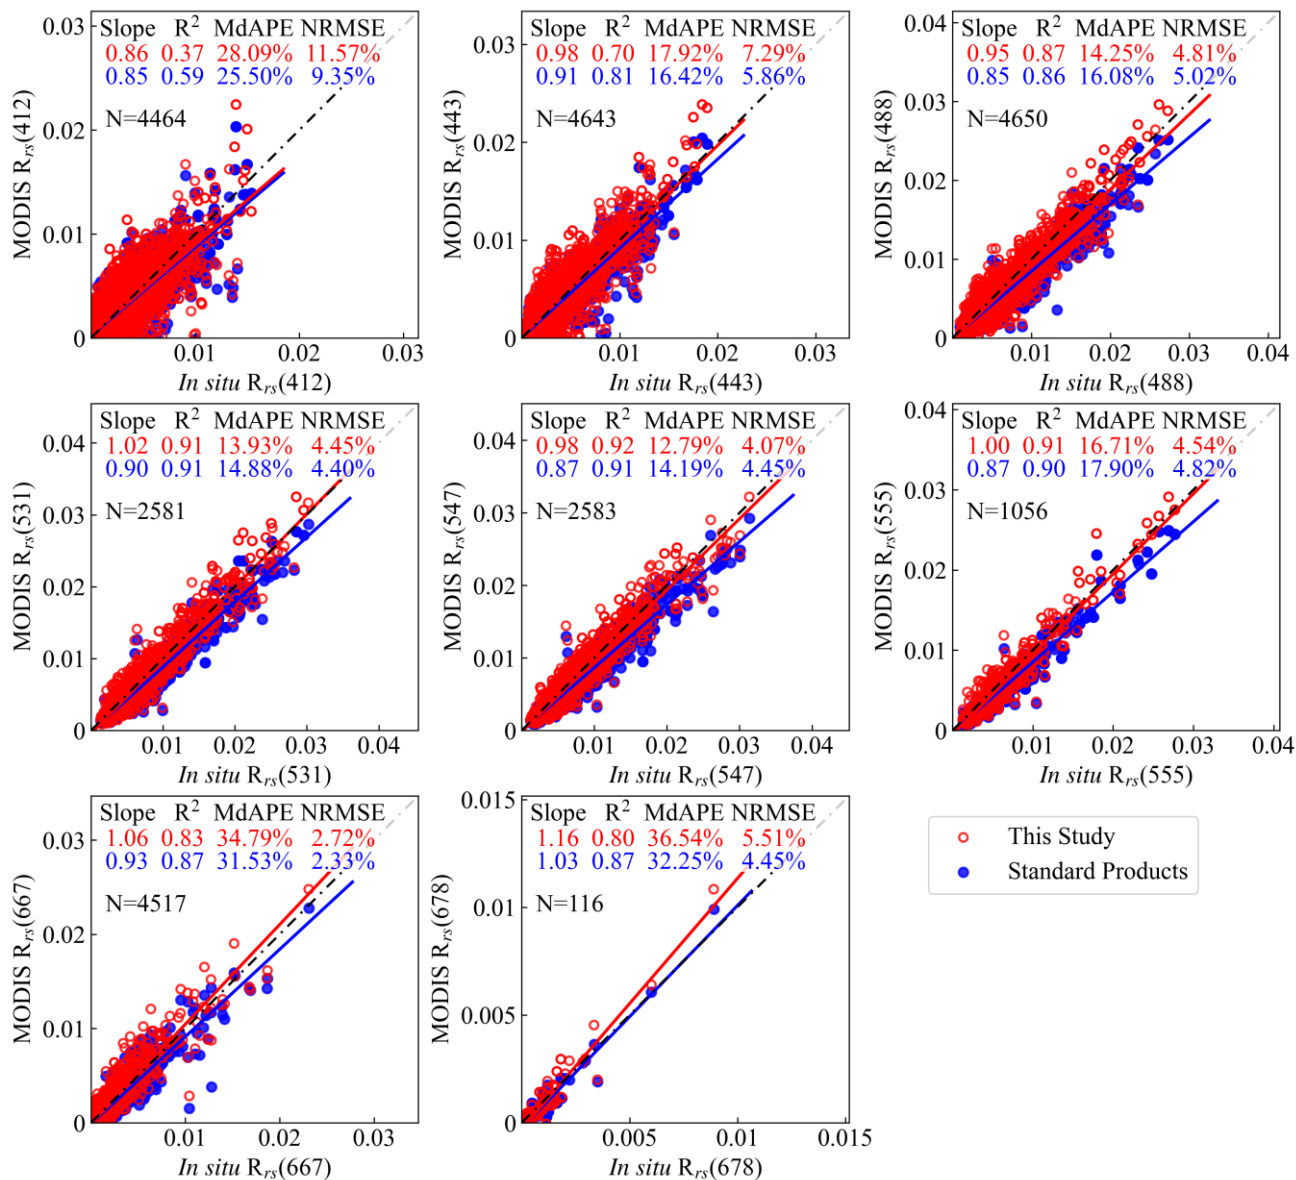 Slope R² MdAPE NRMSE
0.86 0.37 28.09% 11.57%
0.85 0.59 25.50% 9.35%
N=4464
0.03
0.02
0.01
0
0.01 0.02 0.03
MODIS Rrs(412)
In situ Rrs(412)
Slope R² MdAPE NRMSE
0.98 0.70 17.92% 7.29%
0.91 0.81 16.42% 5.86%
N=4643
0.03
0.02
0.01
0
0.01 0.02 0.03
MODIS Rrs(443)
In situ Rrs(443)
Slope R² MdAPE NRMSE
0.95 0.87 14.25% 4.81%
0.85 0.86 16.08% 5.02%
N=4650
0.04
0.03
0.02
0.01
0
0.01 0.02 0.03 0.04
MODIS Rrs(488)
In situ Rrs(488)
Slope R² MdAPE NRMSE
1.02 0.91 13.93% 4.45%
0.90 0.91 14.88% 4.40%
N=2581
0.04
0.03
0.02
0.01
0
0.01 0.02 0.03 0.04
MODIS Rrs(531)
In situ Rrs(531)
Slope R² MdAPE NRMSE
0.98 0.92 12.79% 4.07%
0.87 0.91 14.19% 4.45%
N=2583
0.04
0.03
0.02
0.01
0
0.01 0.02 0.03 0.04
MODIS Rrs(547)
In situ Rrs(547)
Slope R² MdAPE NRMSE
1.00 0.91 16.71% 4.54%
0.87 0.90 17.90% 4.82%
N=1056
0.04
0.03
0.02
0.01
0
0.01 0.02 0.03 0.04
MODIS Rrs(555)
In situ Rrs(555)
Slope R² MdAPE NRMSE
1.06 0.83 34.79% 2.72%
0.93 0.87 31.53% 2.33%
N=4517
0.03
0.02
0.01
0
0.01 0.02 0.03
MODIS Rrs(667)
In situ Rrs(667)
Slope R² MdAPE NRMSE
1.16 0.80 36.54% 5.51%
1.03 0.87 32.25% 4.45%
N=116
0.015
0.01
0.005
0
0.005 0.01 0.015
MODIS Rrs(678)
In situ Rrs(678)
This Study
Standard Products